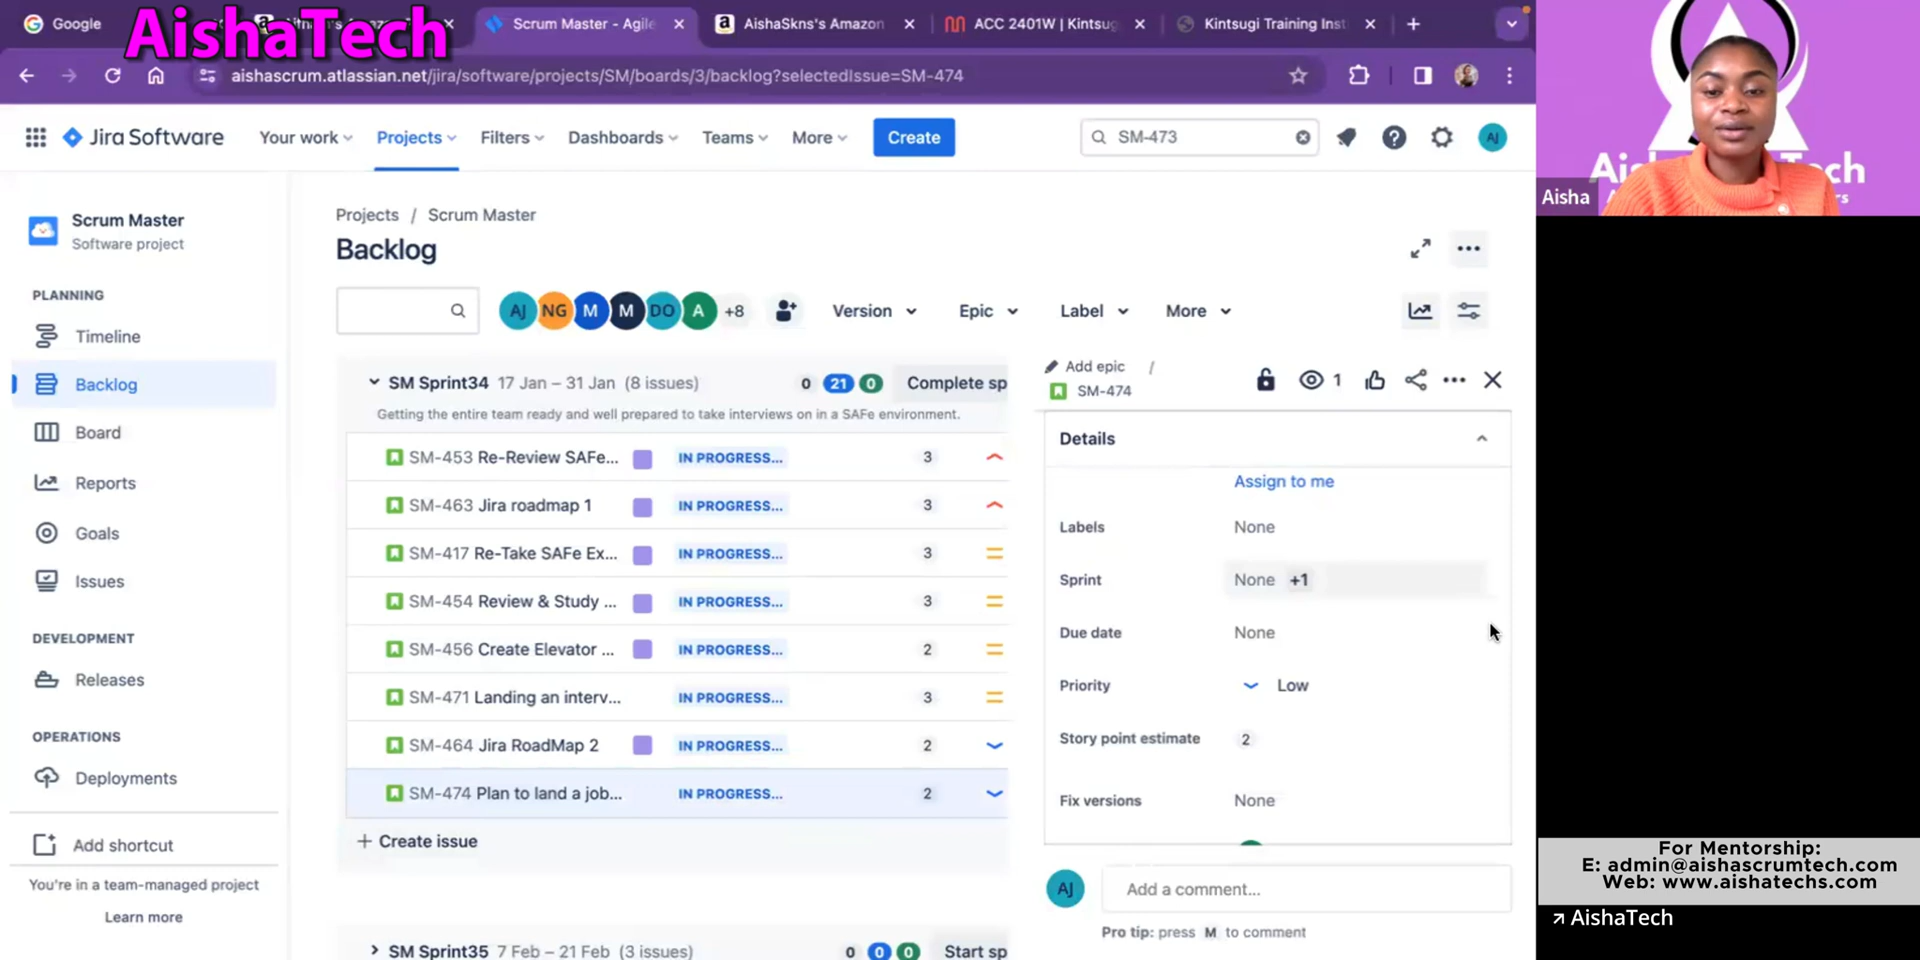 Google
AishaTech
Scrum Master - Agile
AishaSkns's Amazon
ACC 2401W | Kintsug
Kintsugi Training Inst
aishascrum.atlassian.net/jira/software/projects/SM/boards/3/backlog?selectedIssue=SM-474
Jira Software
Your work
Projects
Filters
Dashboards
Teams
More
Create
SM-473
AJ
Aisha
Scrum Master
Software project
PLANNING
Timeline
Backlog
Board
Reports
Goals
Issues
DEVELOPMENT
Releases
OPERATIONS
Deployments
Add shortcut
You're in a team-managed project
Learn more
Projects / Scrum Master
Backlog
AJ NG M M DO A +8
Version
Epic
Label
More
SM Sprint34 17 Jan – 31 Jan (8 issues) 0 21 0 Complete sp
Getting the entire team ready and well prepared to take interviews on in a SAFe environment.
SM-453 Re-Review SAFe... IN PROGRESS... 3
SM-463 Jira roadmap 1 IN PROGRESS... 3
SM-417 Re-Take SAFe Ex... IN PROGRESS... 3
SM-454 Review & Study ... IN PROGRESS... 3
SM-456 Create Elevator ... IN PROGRESS... 2
SM-471 Landing an interv... IN PROGRESS... 3
SM-464 Jira RoadMap 2 IN PROGRESS... 2
SM-474 Plan to land a job... IN PROGRESS... 2
+ Create issue
SM Sprint35 7 Feb – 21 Feb (3 issues) 0 0 0 Start sp
Add epic /
SM-474
1
Details
Assign to me
Labels None
Sprint None +1
Due date None
Priority Low
Story point estimate 2
Fix versions None
AJ Add a comment...
Pro tip: press M to comment
For Mentorship:
E: admin@aishascrumtech.com
Web: www.aishatechs.com
AishaTech